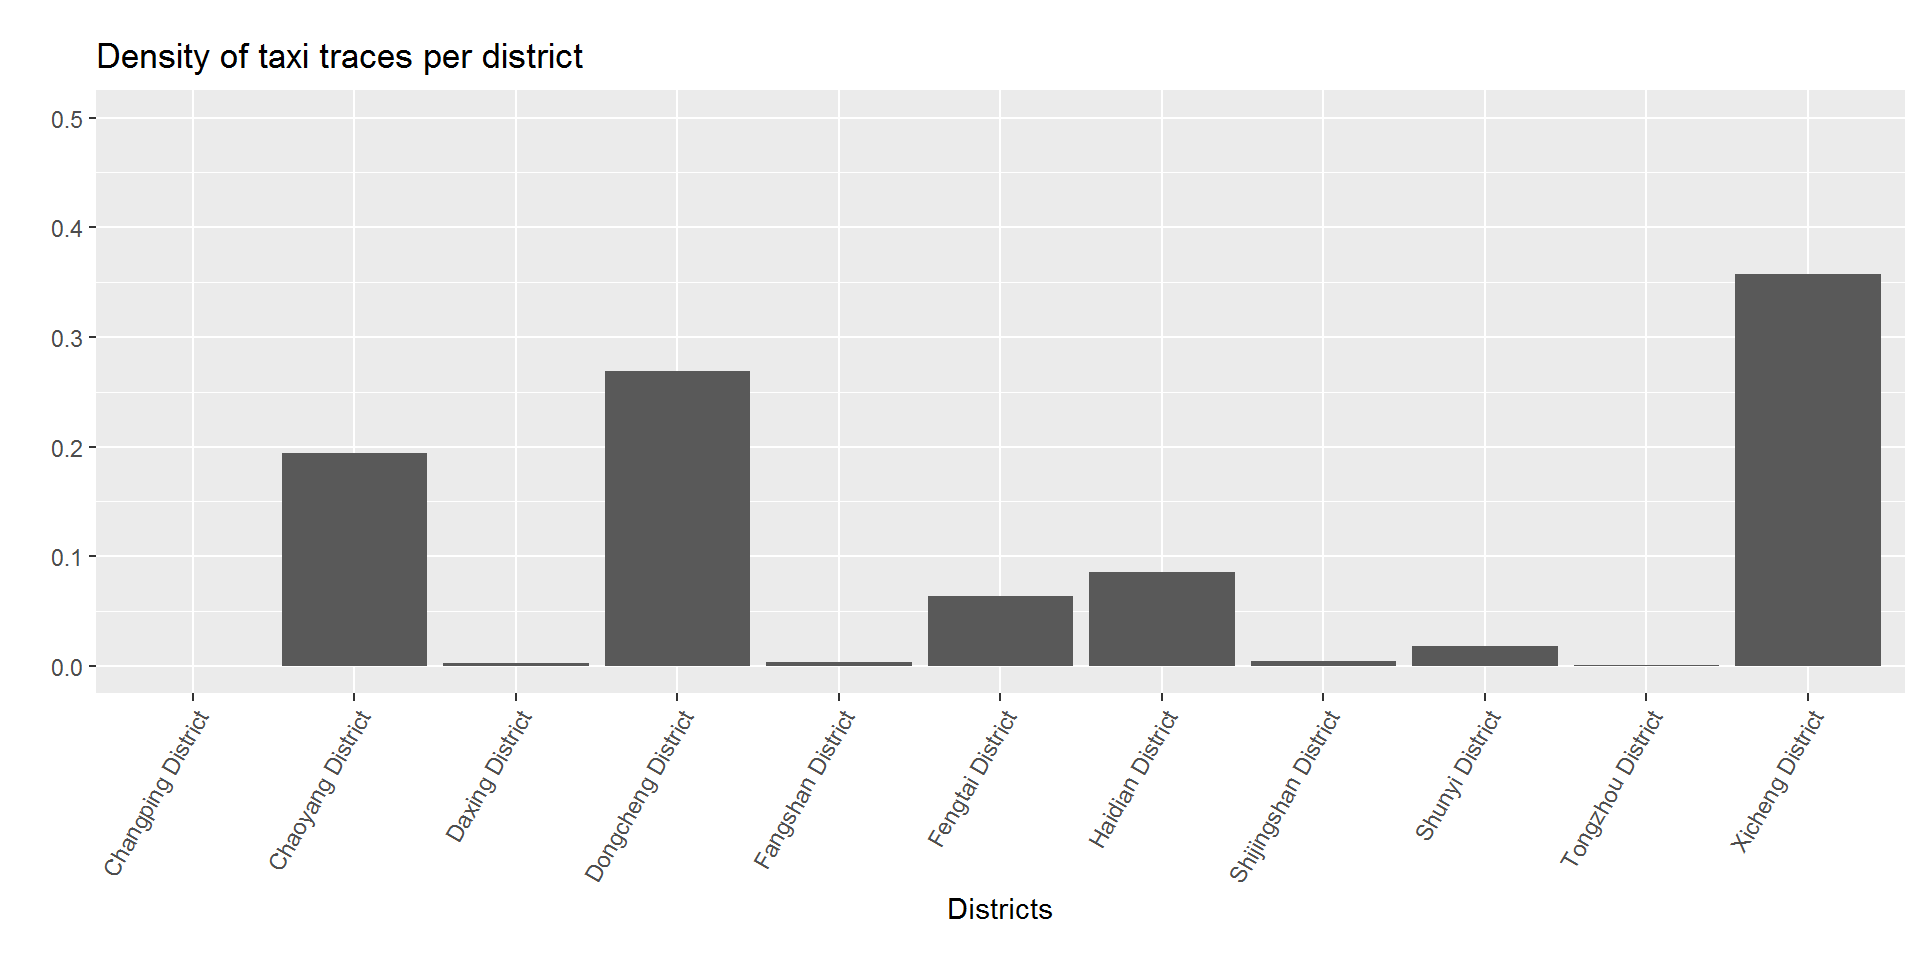 Density of taxi traces per district
0.5
0.4
0.3
0.2
0.1
0.0
Changping District
Chaoyang District
Daxing District
Dongcheng District
Fangshan District
Fengtai District
Haidian District
Shijingshan District
Shunyi District
Tongzhou District
Xicheng District
Districts